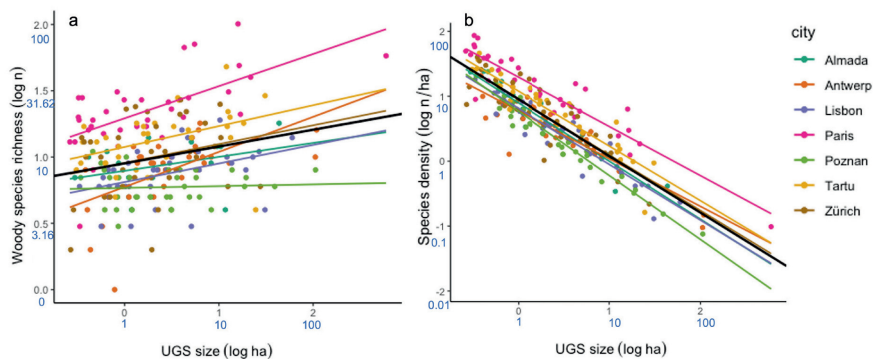 a
Woody species richness (log n)
2.0
100
1.5
31.62
1.0
10
0.5
3.16
0.0
0
0 1 2
1 10 100
UGS size (log ha)
b
Species density (log n/ha)
2
100
1
10
0
1
-1
0.1
-2
0.01
0 1 2
1 10 100
UGS size (log ha)
city
Almada
Antwerp
Lisbon
Paris
Poznan
Tartu
Zürich